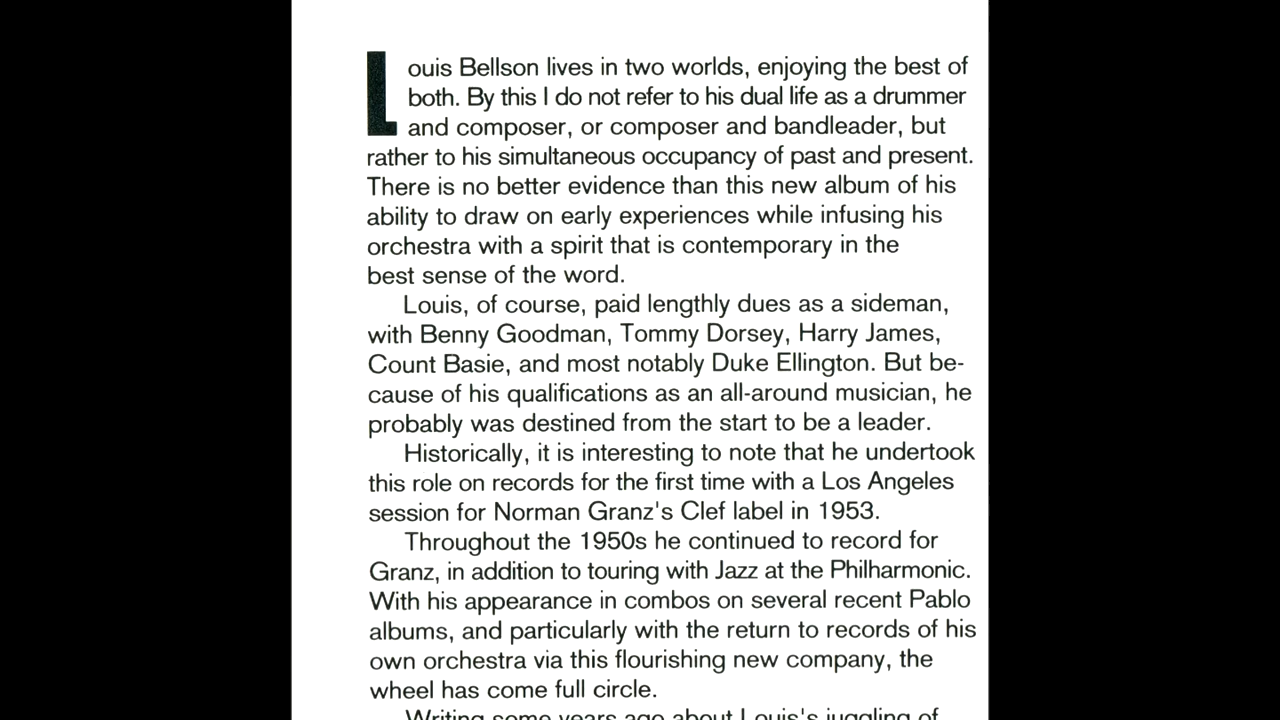 Louis Bellson lives in two worlds, enjoying the best of
both. By this I do not refer to his dual life as a drummer
and composer, or composer and bandleader, but
rather to his simultaneous occupancy of past and present.
There is no better evidence than this new album of his
ability to draw on early experiences while infusing his
orchestra with a spirit that is contemporary in the
best sense of the word.
Louis, of course, paid lengthly dues as a sideman,
with Benny Goodman, Tommy Dorsey, Harry James,
Count Basie, and most notably Duke Ellington. But be-
cause of his qualifications as an all-around musician, he
probably was destined from the start to be a leader.
Historically, it is interesting to note that he undertook
this role on records for the first time with a Los Angeles
session for Norman Granz's Clef label in 1953.
Throughout the 1950s he continued to record for
Granz, in addition to touring with Jazz at the Philharmonic.
With his appearance in combos on several recent Pablo
albums, and particularly with the return to records of his
own orchestra via this flourishing new company, the
wheel has come full circle.
Writing some years ago about Louis's juggling of